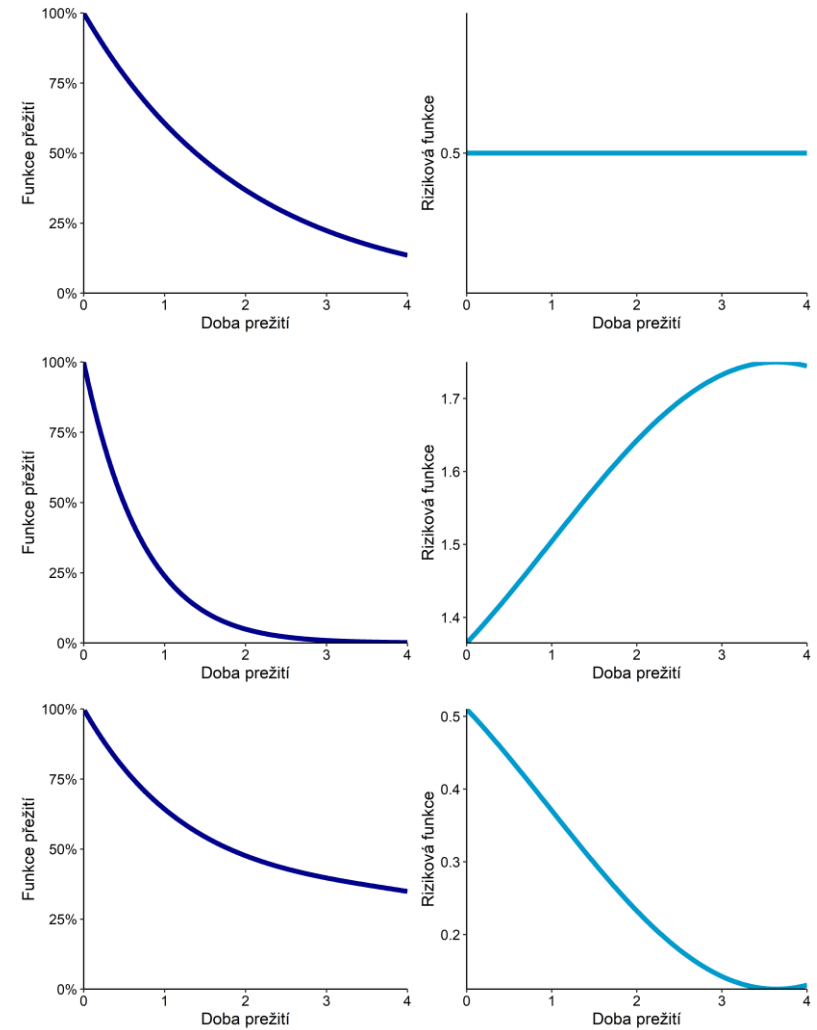 Funkce přežití
100%
75%
50%
25%
0%
0 1 2 3 4
Doba prežití
Riziková funkce
0.5
0 1 2 3 4
Doba prežití
Funkce přežití
100%
75%
50%
25%
0%
0 1 2 3 4
Doba prežití
Riziková funkce
1.7
1.6
1.5
1.4
0 1 2 3 4
Doba prežití
Funkce přežití
100%
75%
50%
25%
0%
0 1 2 3 4
Doba prežití
Riziková funkce
0.5
0.4
0.3
0.2
0 1 2 3 4
Doba prežití